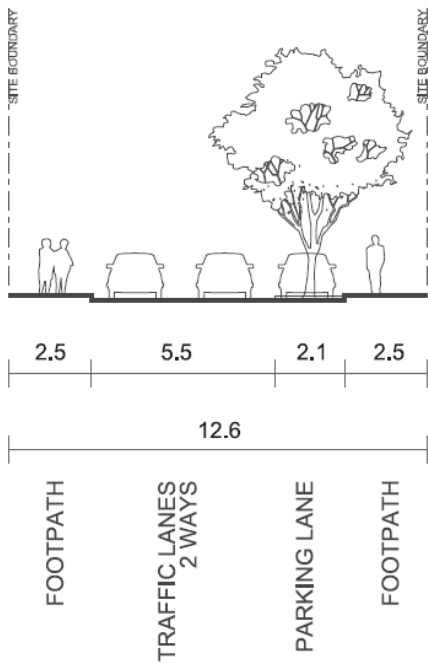 SITE BOUNDARY
SITE BOUNDARY
2.5
5.5
2.1
2.5
12.6
FOOTPATH
TRAFFIC LANES
2 WAYS
PARKING LANE
FOOTPATH